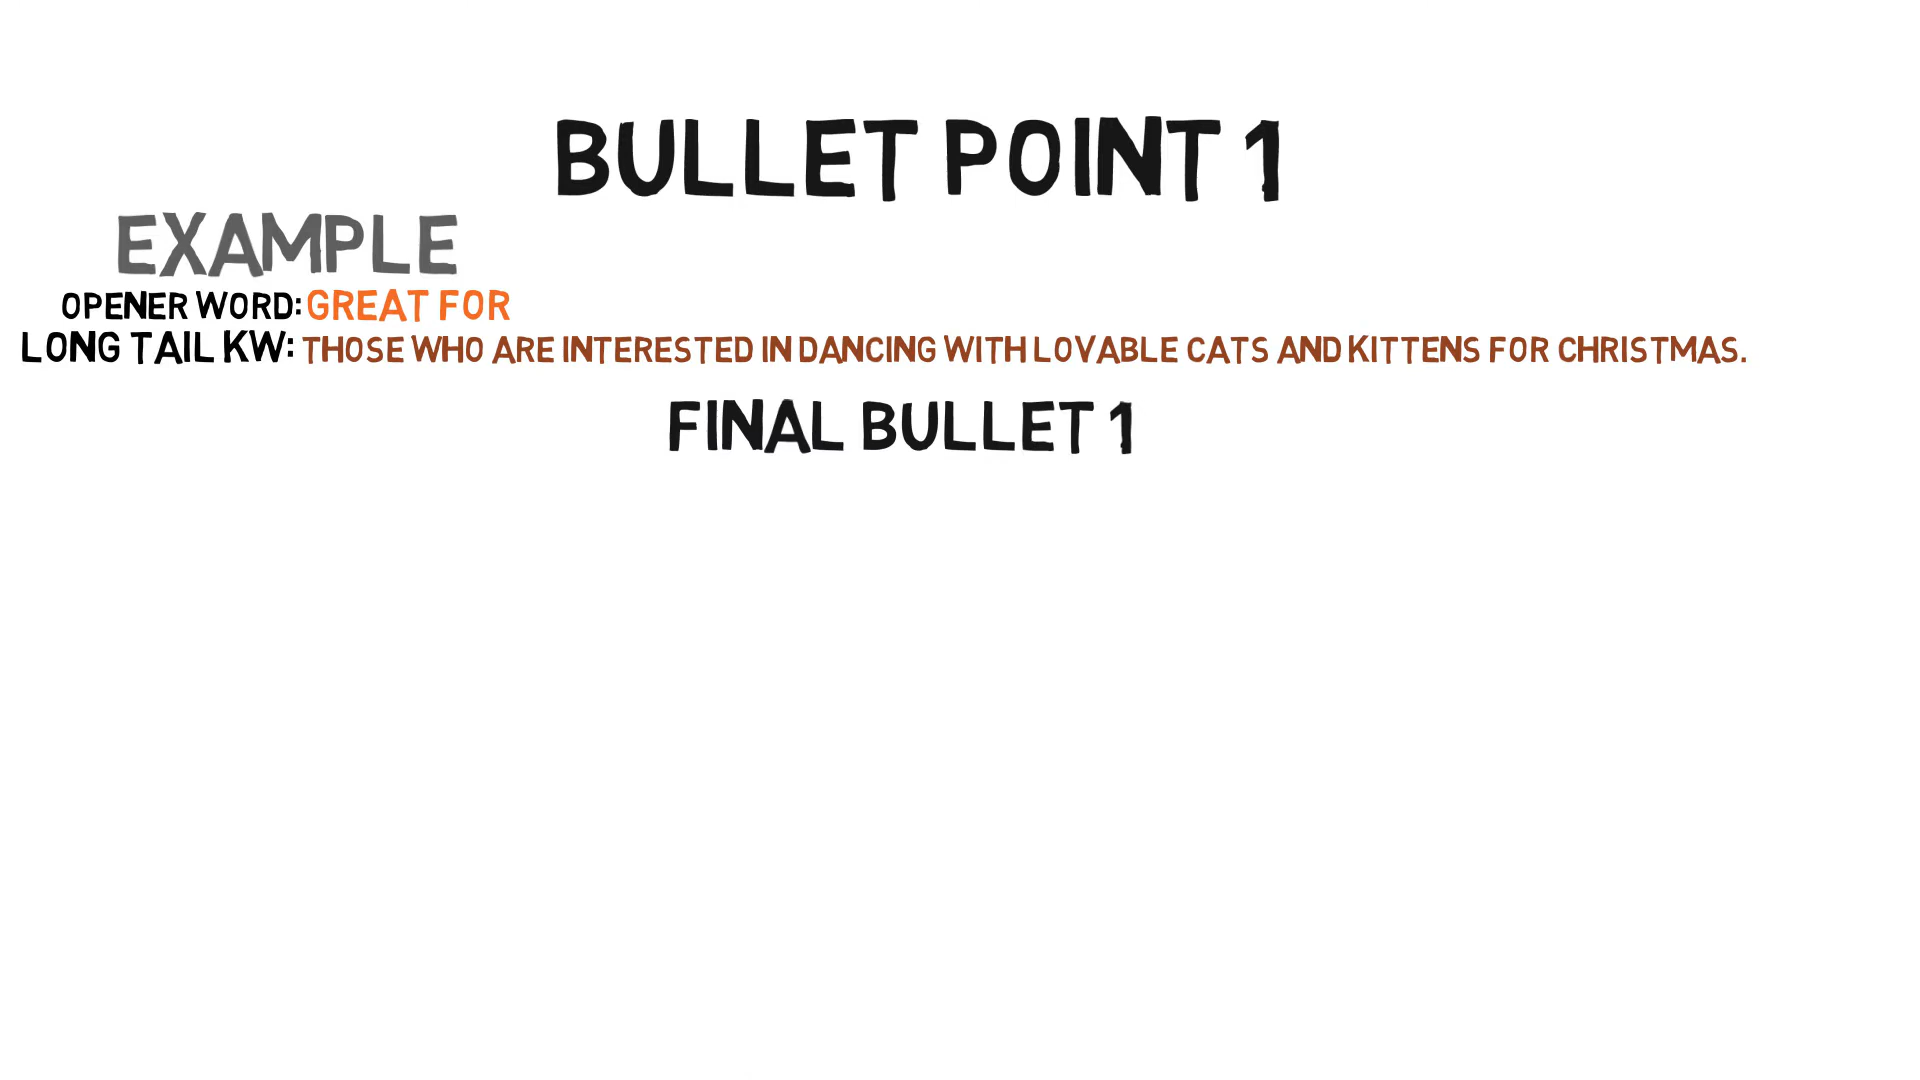 BULLET POINT 1
EXAMPLE
OPENER WORD: GREAT FOR
LONG TAIL KW: THOSE WHO ARE INTERESTED IN DANCING WITH LOVABLE CATS AND KITTENS FOR CHRISTMAS.
FINAL BULLET 1